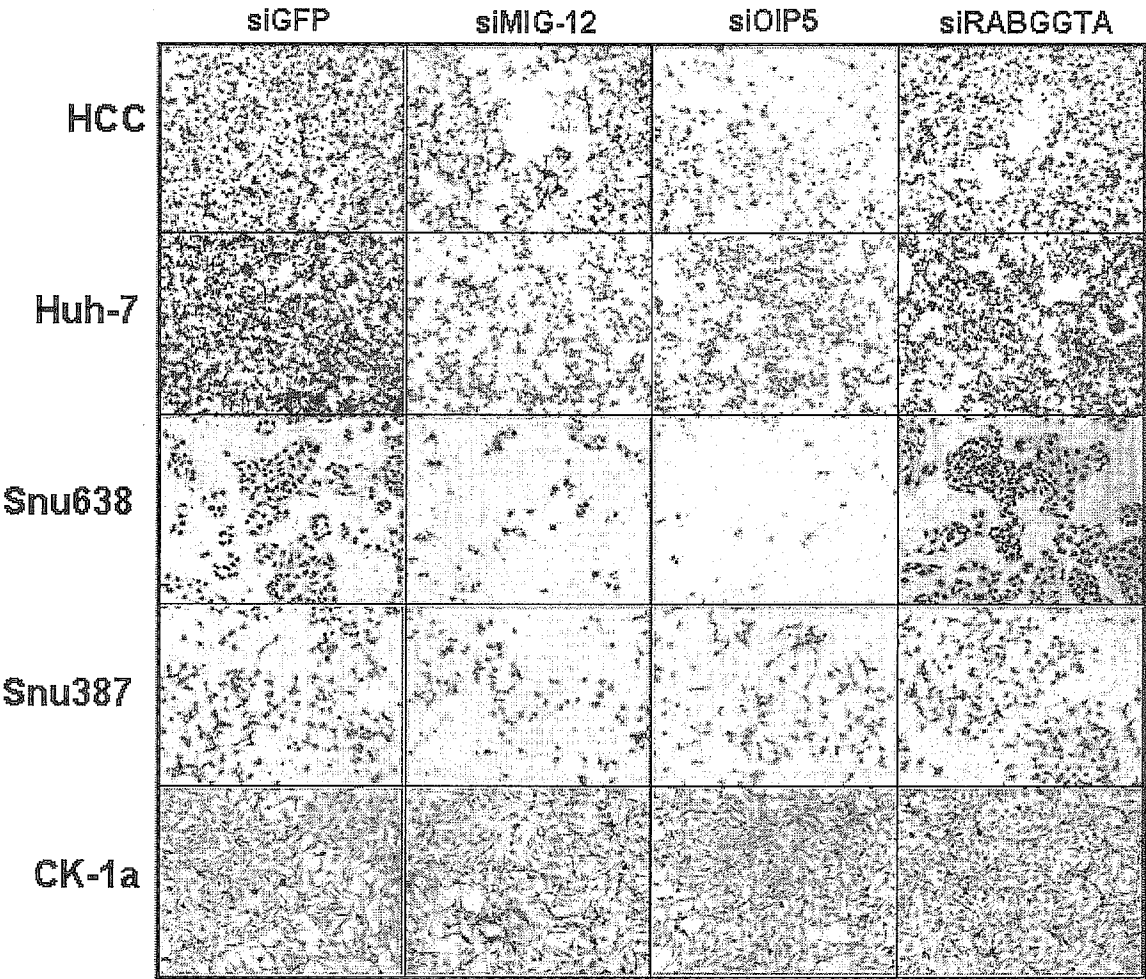 siGFP siMIG-12 siOIP5 siRABGGTA
HCC
Huh-7
Snu638
Snu387
CK-1a